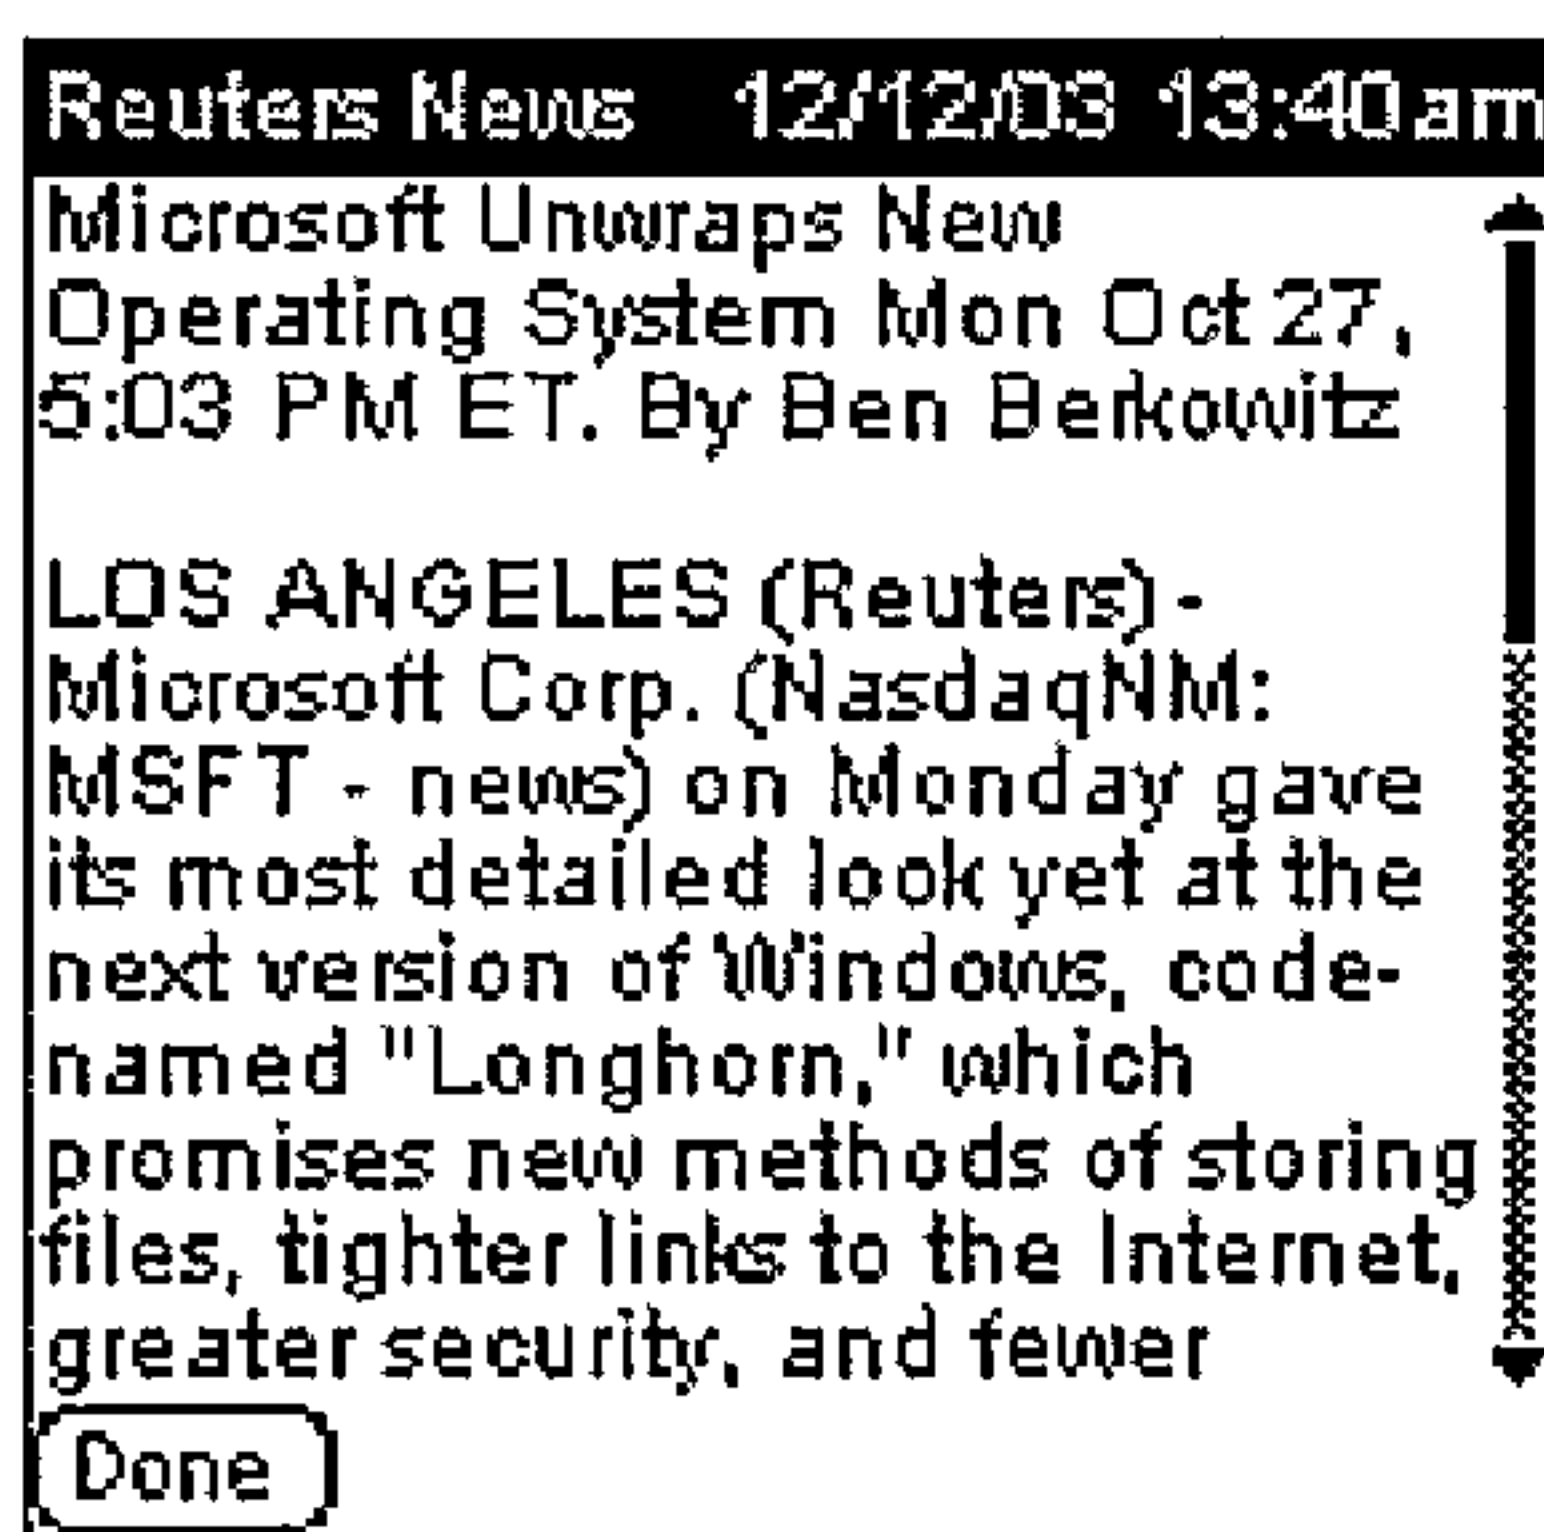 Reuters News 12/12/03 13:40am
Microsoft Unwraps New
Operating System Mon Oct 27,
5:03 PM ET. By Ben Berkowitz
LOS ANGELES (Reuters) -
Microsoft Corp. (NasdaqNM:
MSFT - news) on Monday gave
its most detailed look yet at the
next version of Windows, code-
named "Longhorn," which
promises new methods of storing
files, tighter links to the Internet,
greater security, and fewer
Done